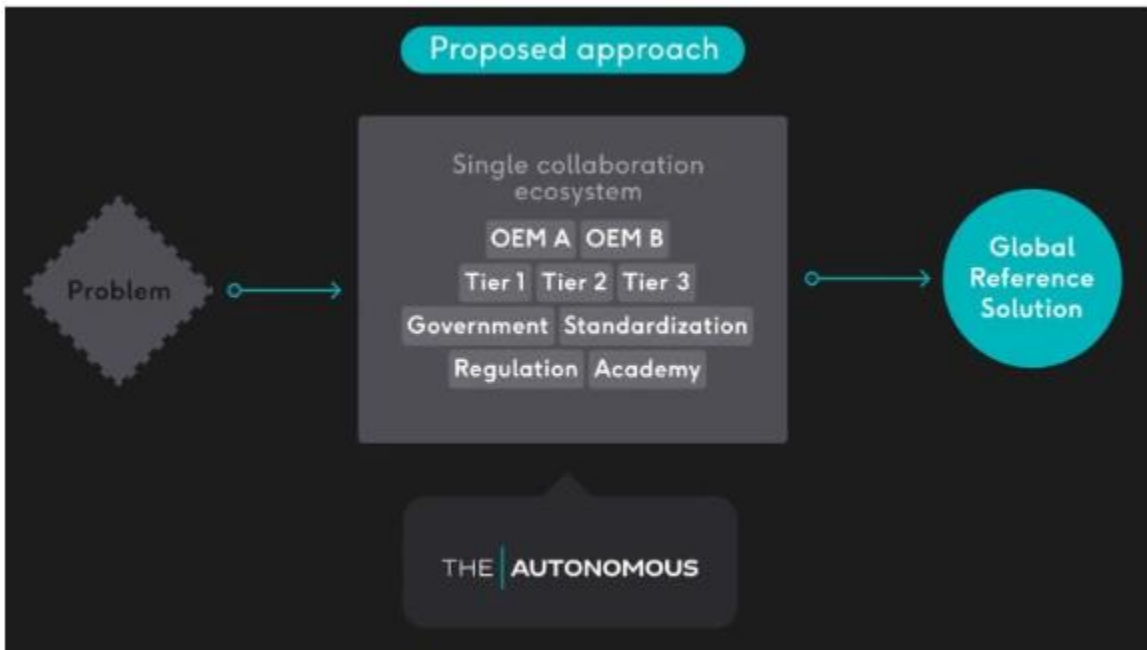 Proposed approach
Single collaboration
ecosystem
OEM A OEM B
Problem
Tier 1 Tier 2 Tier 3
Government Standardization
Regulation Academy
Global
Reference
Solution
THE AUTONOMOUS